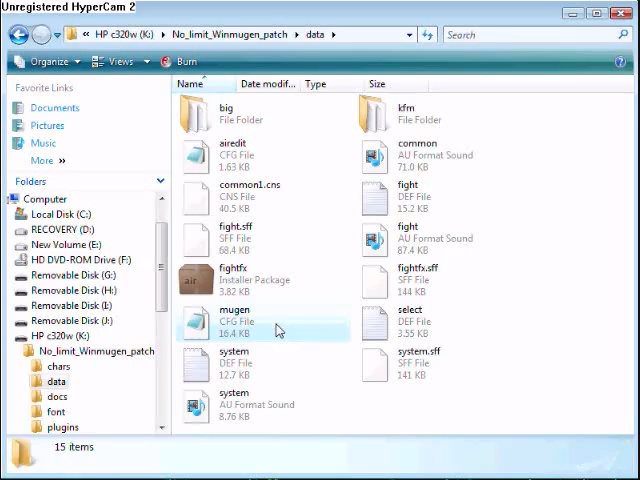 Unregistered HyperCam 2
« HP c320w (K:) No_limit_Winmugen_patch data
Search
Organize Views Burn
Favorite Links
Documents
Pictures
Music
More »
Folders
Computer
Local Disk (C:)
RECOVERY (D:)
New Volume (E:)
HD DVD-ROM Drive (F:)
Removable Disk (G:)
Removable Disk (H:)
Removable Disk (I:)
Removable Disk (J:)
HP c320w (K:)
No_limit_Winmugen_patch
chars
data
docs
font
plugins
Name Date modif... Type Size
big
File Folder
kfm
File Folder
airedit
CFG File
1.63 KB
common
AU Format Sound
71.0 KB
common1.cns
CNS File
40.5 KB
fight
DEF File
15.2 KB
fight.sff
SFF File
68.4 KB
fight
AU Format Sound
87.4 KB
air
fightfx
Installer Package
3.82 KB
fightfx.sff
SFF File
144 KB
mugen
CFG File
16.4 KB
select
DEF File
3.55 KB
system
DEF File
12.7 KB
system.sff
SFF File
141 KB
system
AU Format Sound
8.76 KB
15 items